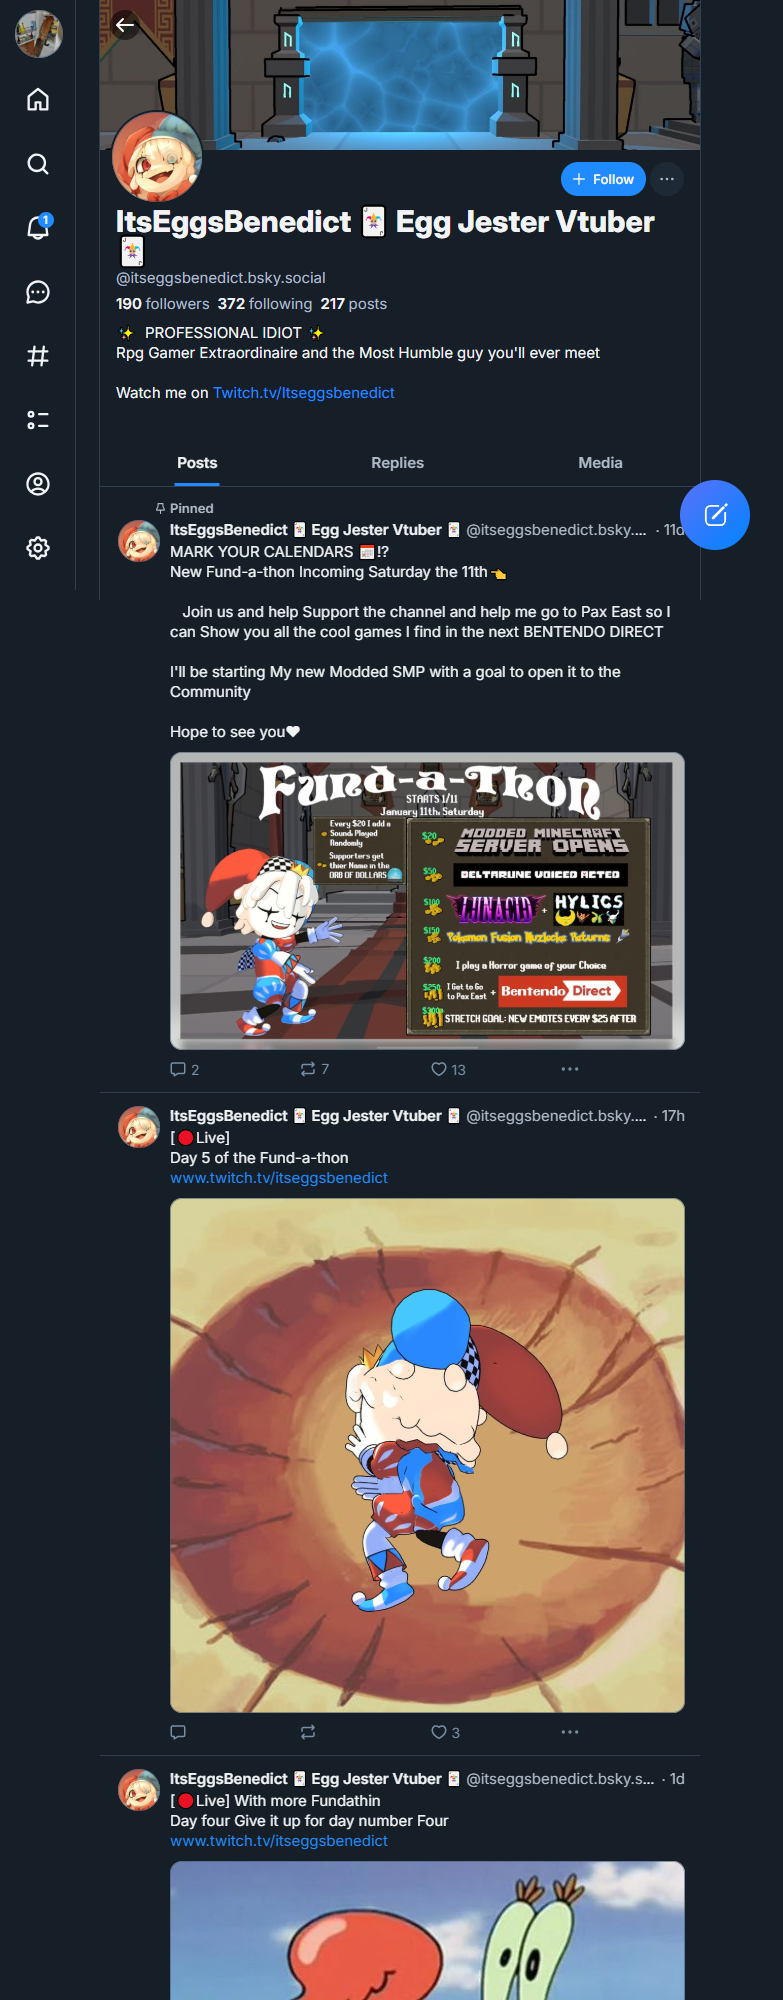 Follow
ItsEggsBenedict 🃏 Egg Jester Vtuber
🃏
@itseggsbenedict.bsky.social
190 followers 372 following 217 posts
✨ PROFESSIONAL IDIOT ✨
Rpg Gamer Extraordinaire and the Most Humble guy you'll ever meet
Watch me on Twitch.tv/Itseggsbenedict
Posts Replies Media
1
Pinned
ItsEggsBenedict 🃏 Egg Jester Vtuber 🃏 @itseggsbenedict.bsky.... · 11d
MARK YOUR CALENDARS 📅!?
New Fund-a-thon Incoming Saturday the 11th👈
Join us and help Support the channel and help me go to Pax East so I
can Show you all the cool games I find in the next BENTENDO DIRECT
I'll be starting My new Modded SMP with a goal to open it to the
Community
Hope to see you❤
Fund-a-Thon
STARTS 1/11
January 11th, Saturday
Every $20 I add a
Sound Played
Randomly
Supporters get
thier Name in the
ORB OF DOLLARS
$20 MODDED MINECRAFT
SERVER OPENS
$50 DELTARUNE VOICED ACTED
$100 LUNACID + HYLICS
$150 Pokemon Fusion Nuzlocke Returns
$200 I play a Horror game of your Choice
$250 I Get to Go
to Pax East + Bentendo Direct
$300 STRETCH GOAL: NEW EMOTES EVERY $25 AFTER
2 7 13
ItsEggsBenedict 🃏 Egg Jester Vtuber 🃏 @itseggsbenedict.bsky.... · 17h
[🔴Live]
Day 5 of the Fund-a-thon
www.twitch.tv/itseggsbenedict
3
ItsEggsBenedict 🃏 Egg Jester Vtuber 🃏 @itseggsbenedict.bsky.s... · 1d
[🔴Live] With more Fundathin
Day four Give it up for day number Four
www.twitch.tv/itseggsbenedict